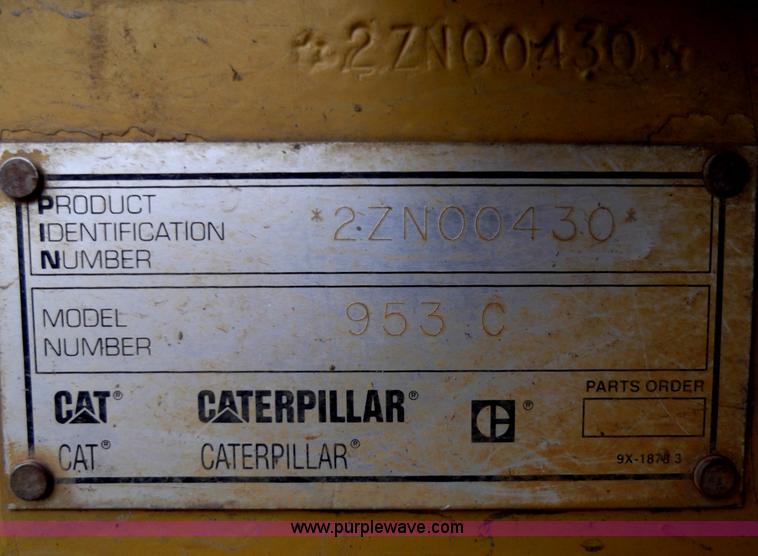 *2ZN00430*
PRODUCT
IDENTIFICATION
NUMBER
*2ZN00430*
MODEL
NUMBER
953 C
CAT® CATERPILLAR® ®
PARTS ORDER
CAT® CATERPILLAR®
9X-1878 3
www.purplewave.com